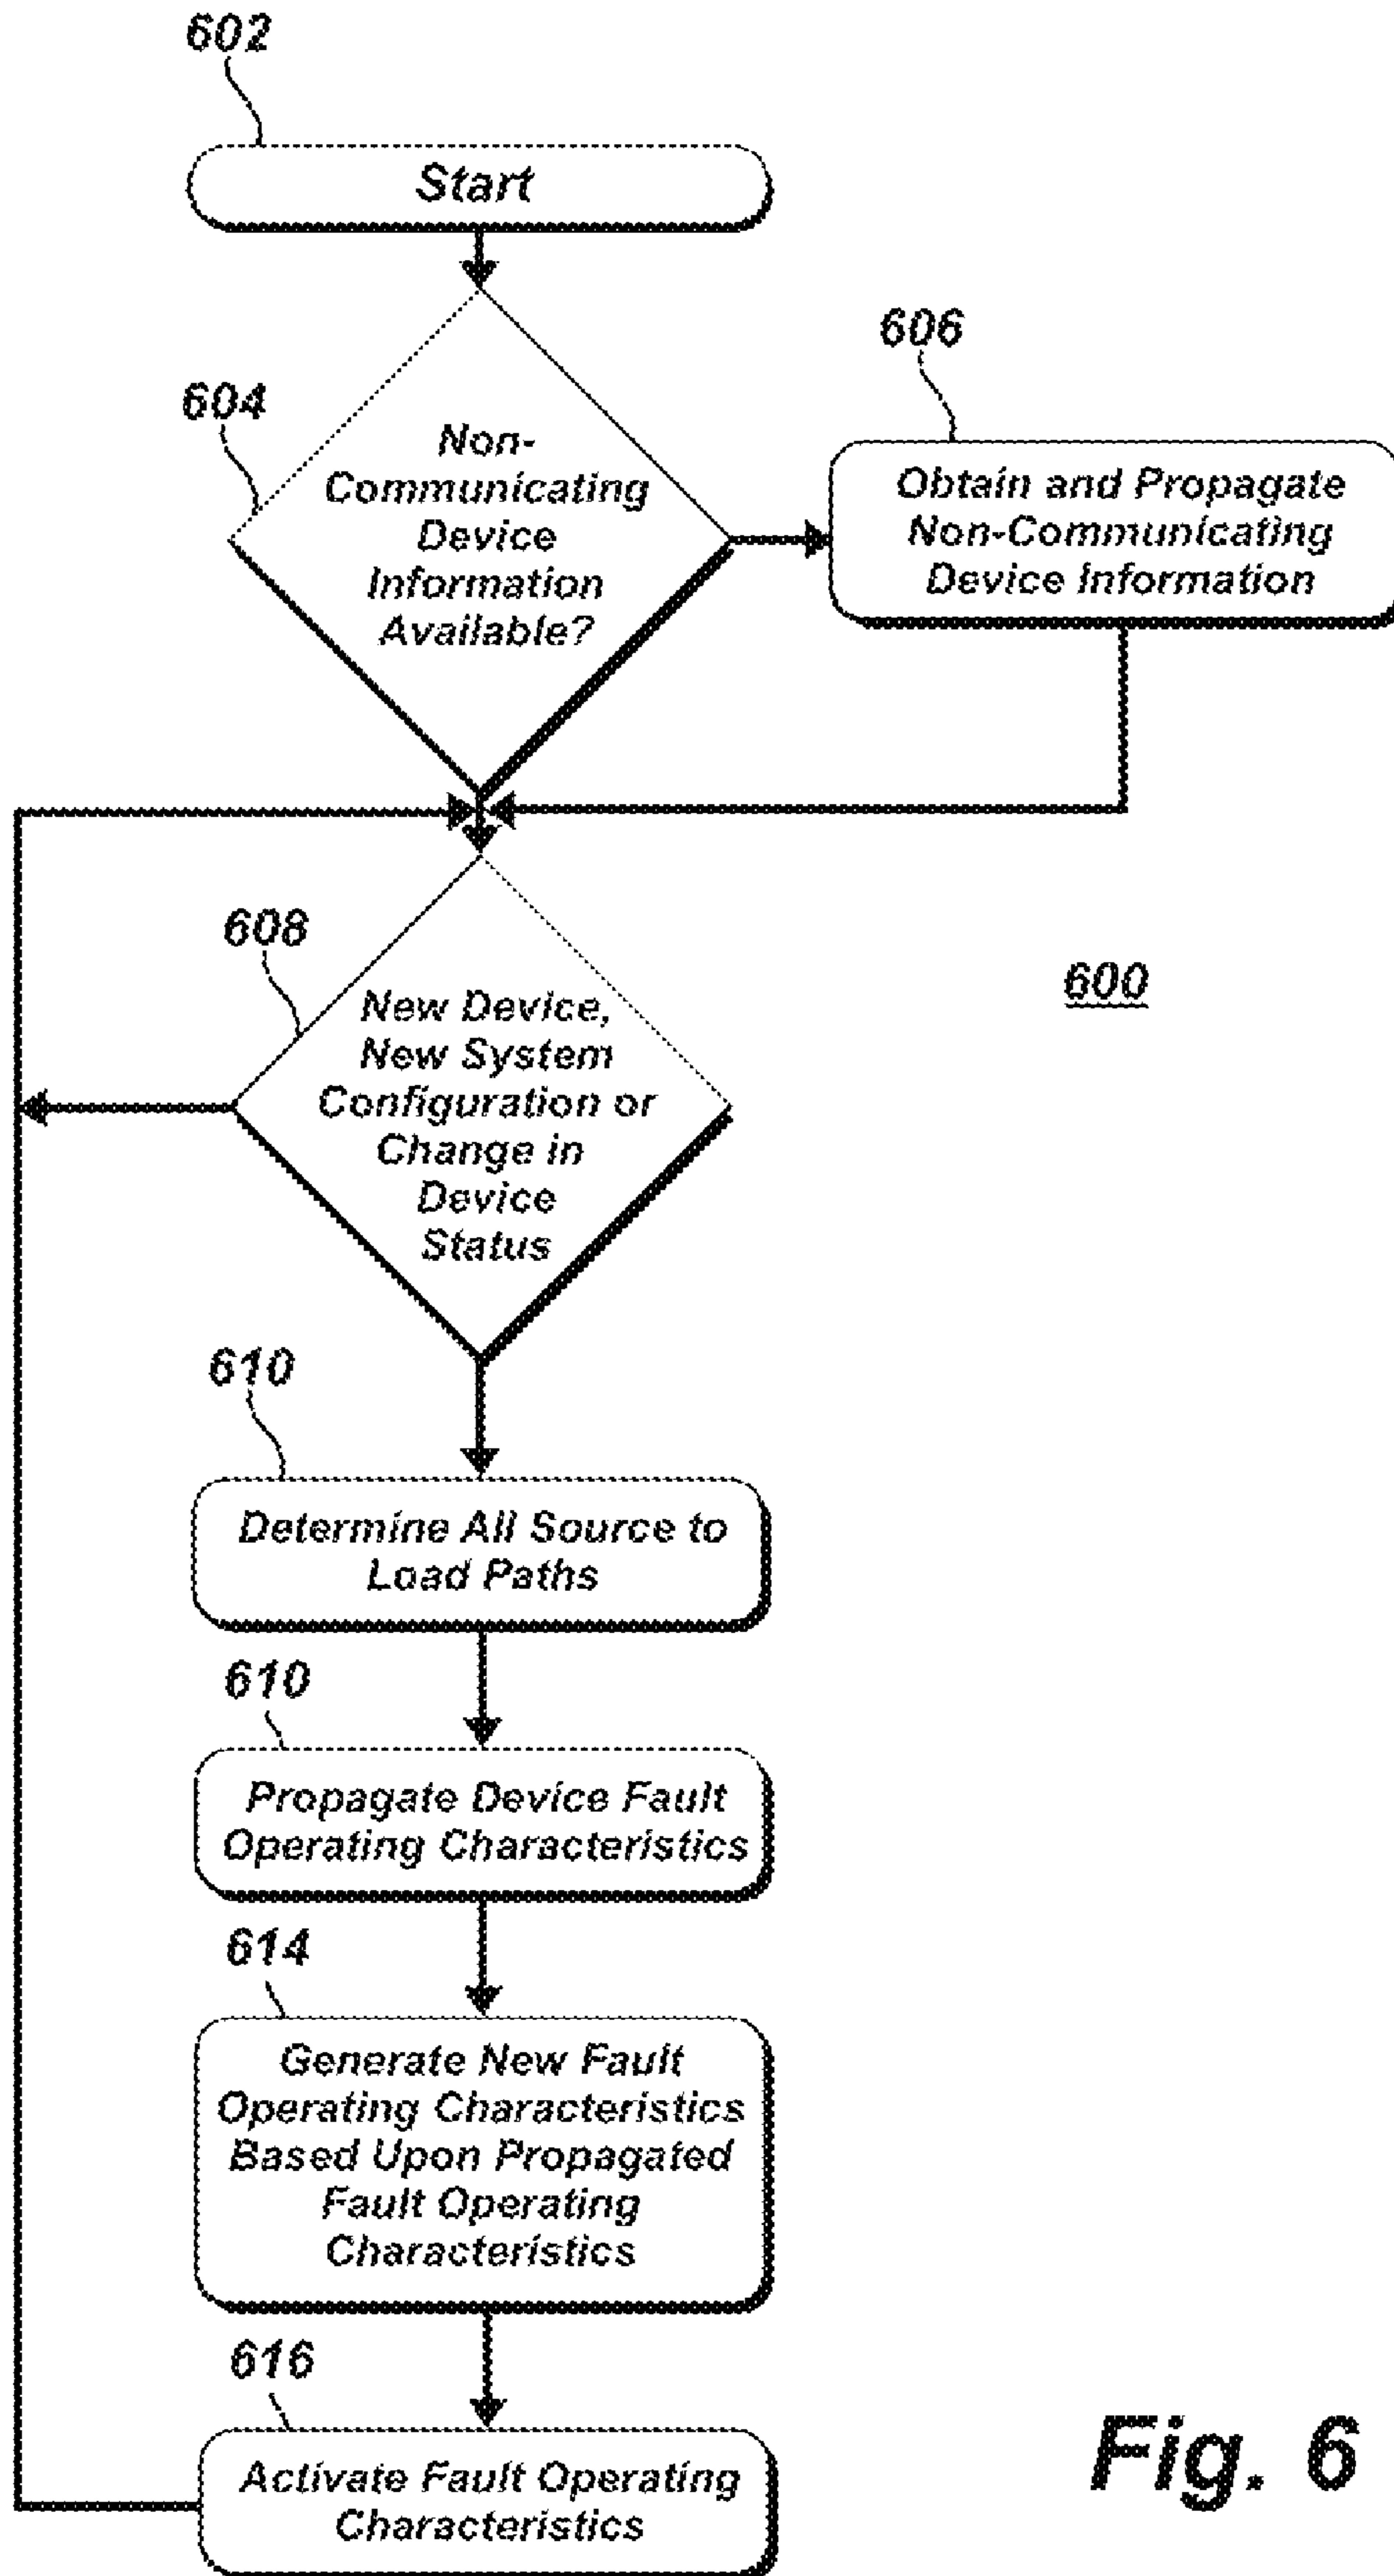 602
Start
604
Non-
Communicating
Device
Information
Available?
606
Obtain and Propagate
Non-Communicating
Device Information
608
New Device,
New System
Configuration or
Change in
Device
Status
600
610
Determine All Source to
Load Paths
610
Propagate Device Fault
Operating Characteristics
614
Generate New Fault
Operating Characteristics
Based Upon Propagated
Fault Operating
Characteristics
616
Activate Fault Operating
Characteristics
Fig. 6